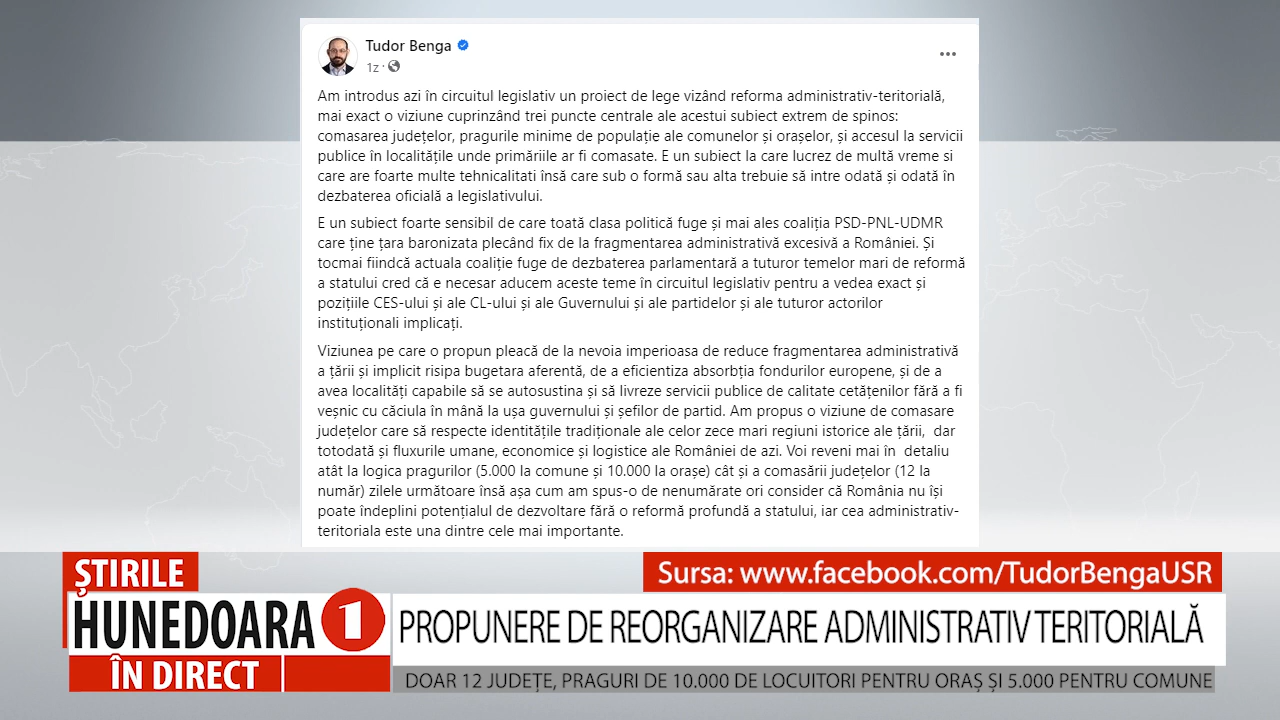 Tudor Benga
1z ·
Am introdus azi în circuitul legislativ un proiect de lege vizând reforma administrativ-teritorială,
mai exact o viziune cuprinzând trei puncte centrale ale acestui subiect extrem de spinos:
comasarea județelor, pragurile minime de populație ale comunelor și orașelor, și accesul la servicii
publice în localitățile unde primăriile ar fi comasate. E un subiect la care lucrez de multă vreme si
care are foarte multe tehnicalitati însă care sub o formă sau alta trebuie să intre odată și odată în
dezbaterea oficială a legislativului.
E un subiect foarte sensibil de care toată clasa politică fuge și mai ales coaliția PSD-PNL-UDMR
care ține țara baronizata plecând fix de la fragmentarea administrativă excesivă a României. Și
tocmai fiindcă actuala coaliție fuge de dezbaterea parlamentară a tuturor temelor mari de reformă
a statului cred că e necesar aducem aceste teme în circuitul legislativ pentru a vedea exact și
pozițiile CES-ului și ale CL-ului și ale Guvernului și ale partidelor și ale tuturor actorilor
instituționali implicați.
Viziunea pe care o propun pleacă de la nevoia imperioasa de reduce fragmentarea administrativă
a țării și implicit risipa bugetara aferentă, de a eficientiza absorbția fondurilor europene, și de a
avea localități capabile să se autosustina și să livreze servicii publice de calitate cetățenilor fără a fi
veșnic cu căciula în mână la ușa guvernului și șefilor de partid. Am propus o viziune de comasare
județelor care să respecte identitățile tradiționale ale celor zece mari regiuni istorice ale țării,  dar
totodată și fluxurile umane, economice și logistice ale României de azi. Voi reveni mai în  detaliu
atât la logica pragurilor (5.000 la comune și 10.000 la orașe) cât și a comasării județelor (12 la
număr) zilele următoare însă așa cum am spus-o de nenumărate ori consider că România nu își
poate îndeplini potențialul de dezvoltare fără o reformă profundă a statului, iar cea administrativ-
teritoriala este una dintre cele mai importante.
ȘTIRILE
HUNEDOARA 1
ÎN DIRECT
Sursa: www.facebook.com/TudorBengaUSR
PROPUNERE DE REORGANIZARE ADMINISTRATIV TERITORIALĂ
DOAR 12 JUDEȚE, PRAGURI DE 10.000 DE LOCUITORI PENTRU ORAȘ ȘI 5.000 PENTRU COMUNE